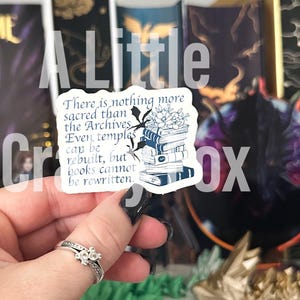 A Little
Crazy Fox
There is nothing more
sacred than
the Archives.
Even temples
can be
rebuilt, but
books cannot
be rewritten.